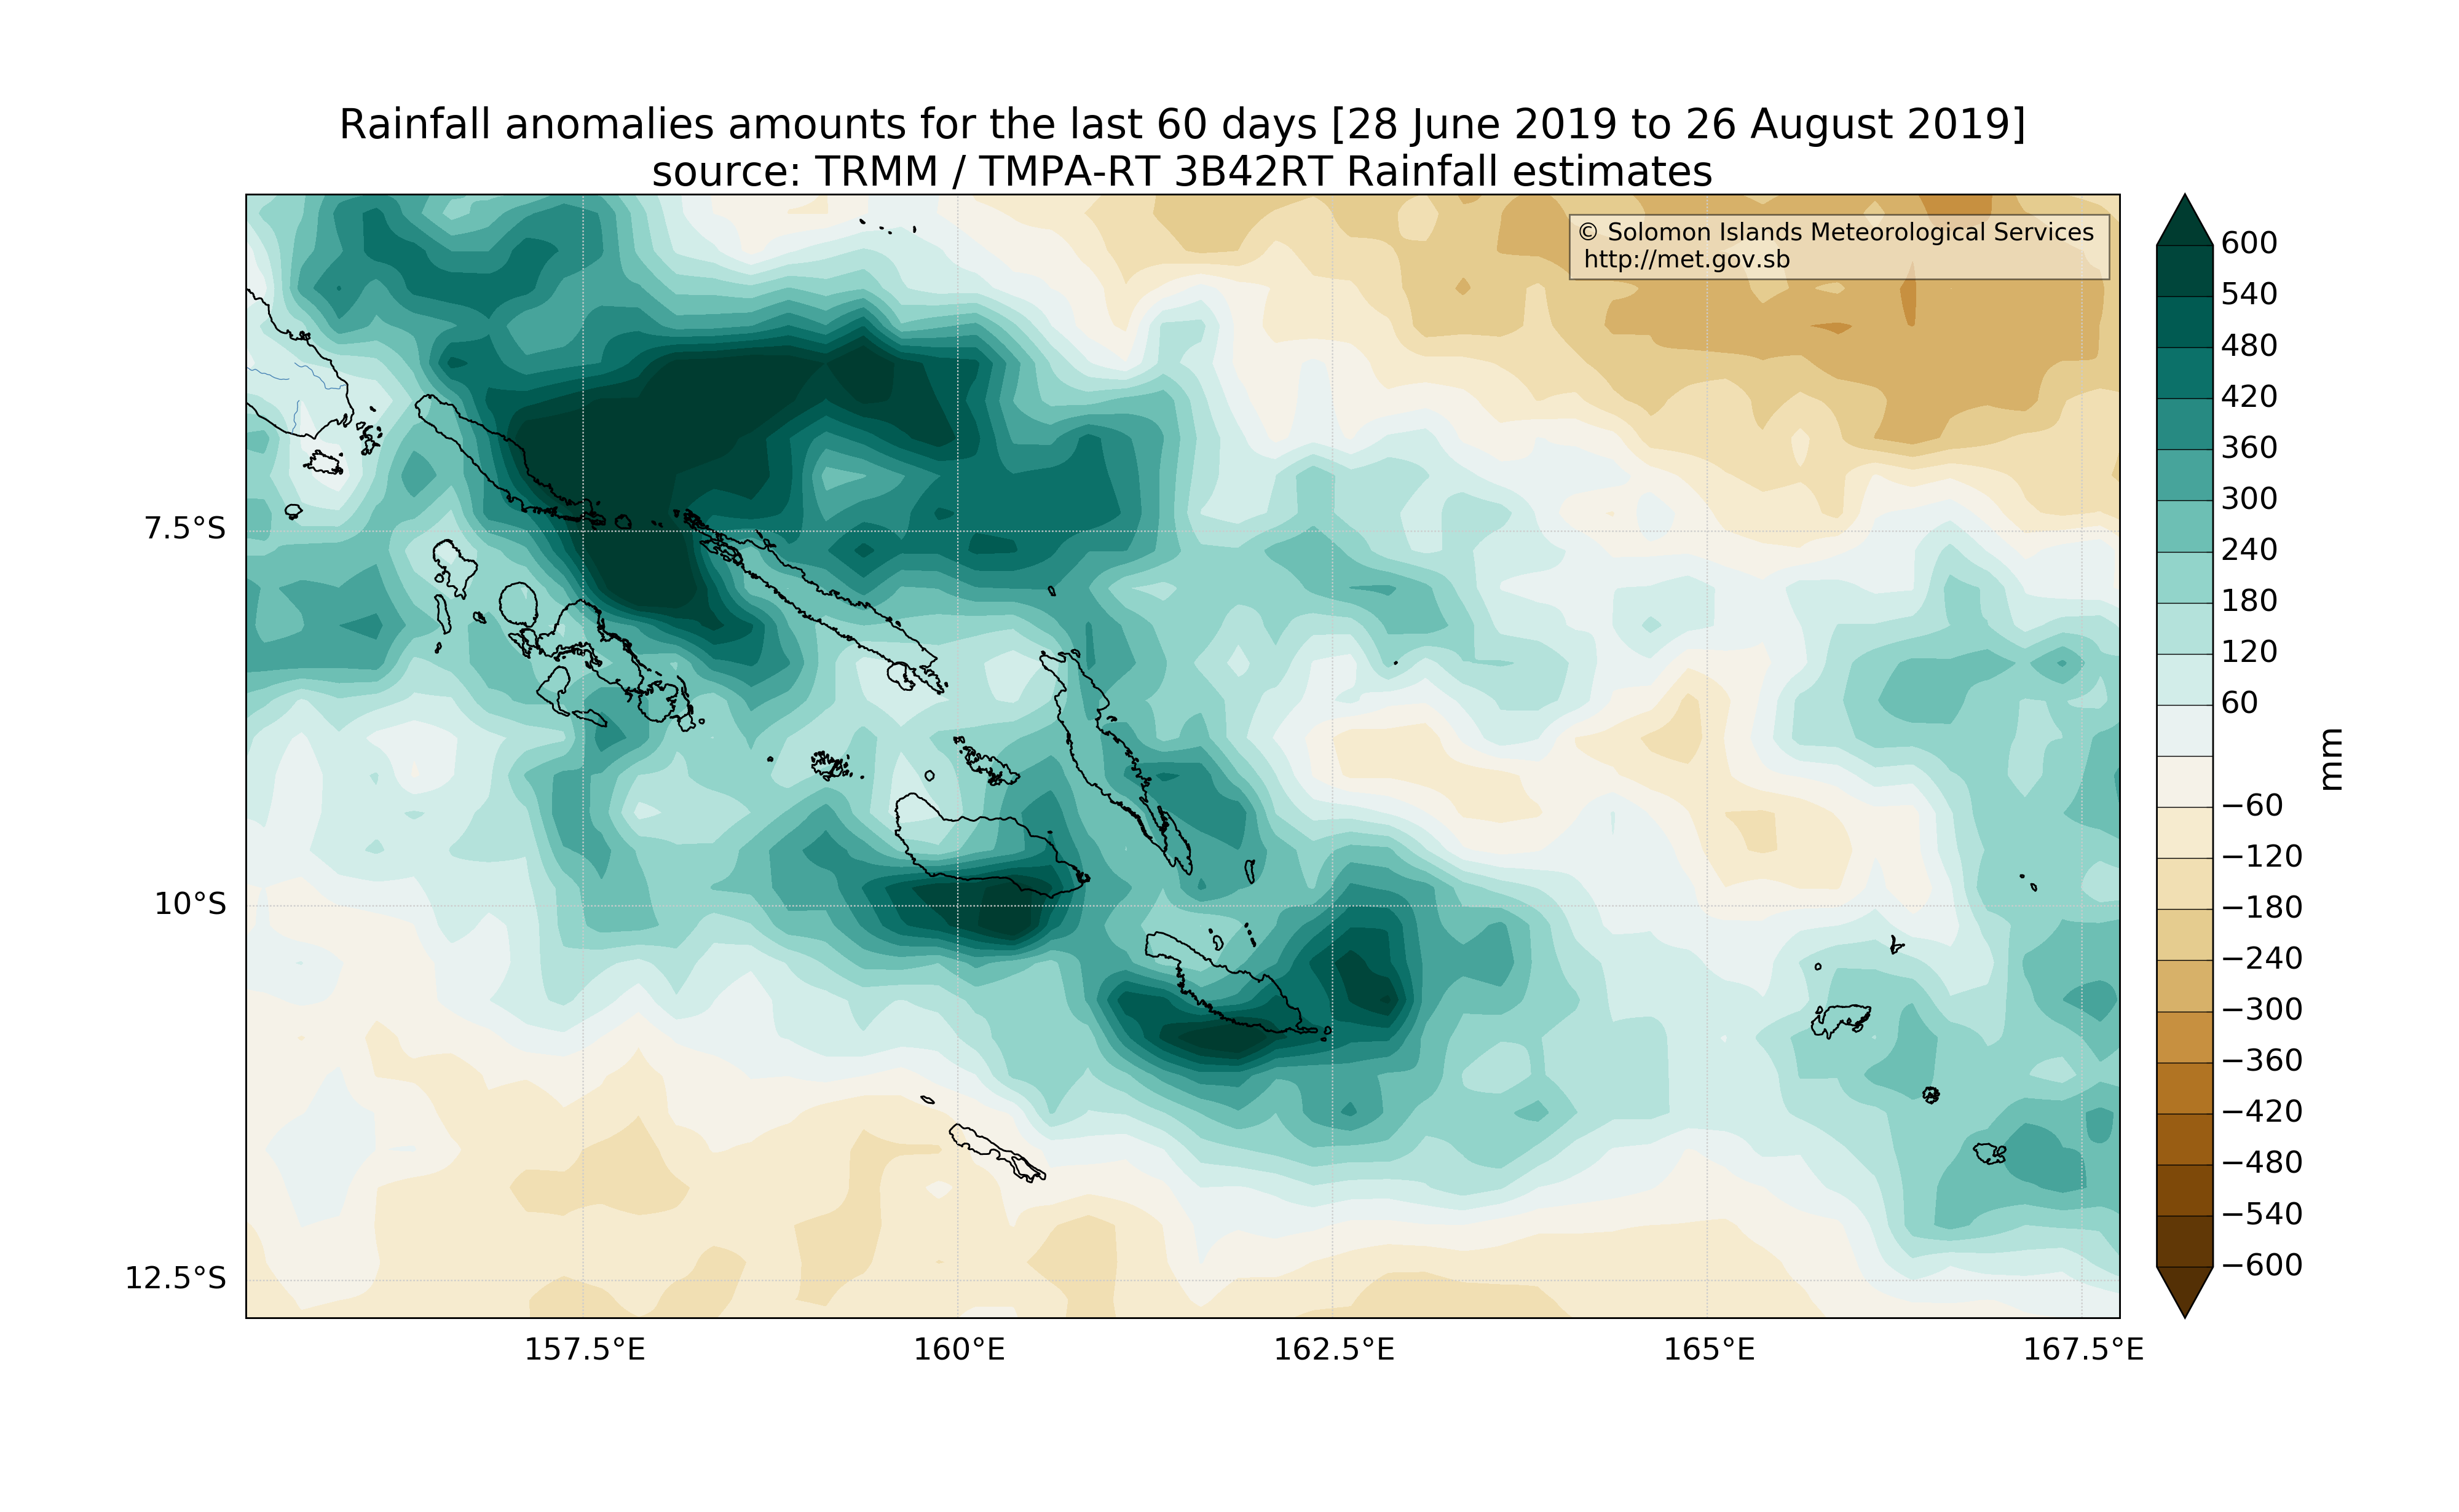 Rainfall anomalies amounts for the last 60 days [28 June 2019 to 26 August 2019]
source: TRMM / TMPA-RT 3B42RT Rainfall estimates
© Solomon Islands Meteorological Services
http://met.gov.sb
7.5°S
10°S
12.5°S
157.5°E
160°E
162.5°E
165°E
167.5°E
600
540
480
420
360
300
240
180
120
60
−60
−120
−180
−240
−300
−360
−420
−480
−540
−600
mm